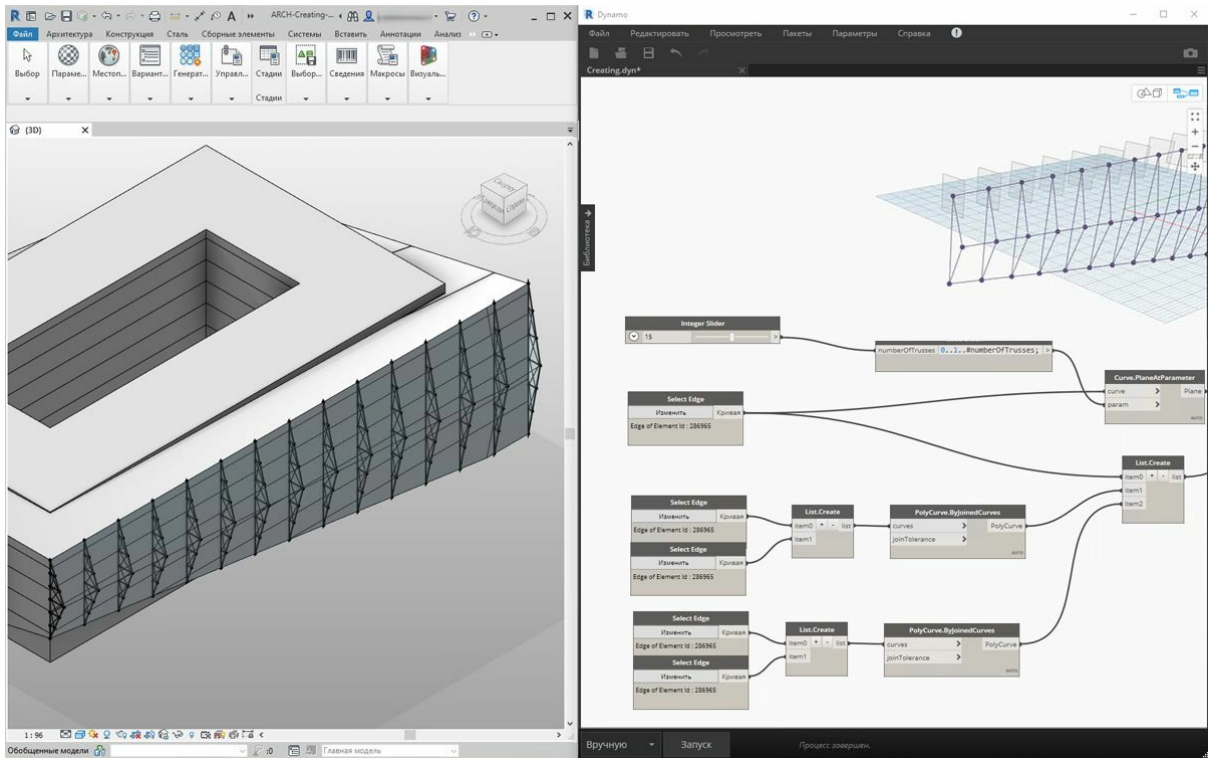 ARCH-Creating-...
Файл Архитектура Конструкция Сталь Сборные элементы Системы Вставить Аннотации Анализ
Выбор Параме... Местоп... Вариант... Генерат... Управл... Стадии Выбор... Сведения Макросы Визуаль...
Стадии
(3D)
1 : 96
Обобщенные модели
:0
Главная модель
Dynamo
Файл Редактировать Просмотреть Пакеты Параметры Справка
Creating.dyn*
Библиотека
Integer Slider
15 >
numberOfTrusses 0..1..#numberOfTrusses; >
Curve.PlaneAtParameter
curve > Plane
param >
AUTO
Select Edge
Изменить Кривая
Edge of Element Id : 286965
List.Create
item0 + - list
item1
item2
Select Edge
Изменить Кривая
Edge of Element Id : 286965
Select Edge
Изменить Кривая
Edge of Element Id : 286965
List.Create
item0 + - list
item1
PolyCurve.ByJoinedCurves
curves > PolyCurve
joinTolerance >
AUTO
Select Edge
Изменить Кривая
Edge of Element Id : 286965
Select Edge
Изменить Кривая
Edge of Element Id : 286965
List.Create
item0 + - list
item1
PolyCurve.ByJoinedCurves
curves > PolyCurve
joinTolerance >
AUTO
Вручную Запуск Процесс завершен.